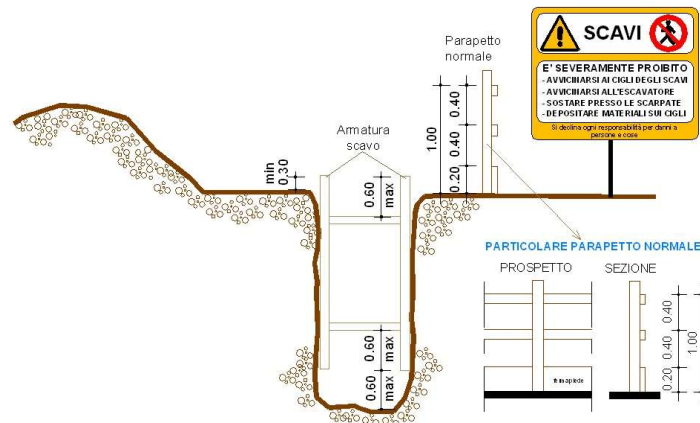 SCAVI
E' SEVERAMENTE PROIBITO
- AVVICINARSI AI CIGLI DEGLI SCAVI
- AVVICINARSI ALL'ESCAVATORE
- SOSTARE PRESSO LE SCARPATE
- DEPOSITARE MATERIALI SUI CIGLI
Si declina ogni responsabilità per danni a
persone e cose
Parapetto
normale
Armatura
scavo
min
0,30
0.60
max
1.00
0.40
0.40
0.20
0.60
max
0.60
max
PARTICOLARE PARAPETTO NORMALE
PROSPETTO
SEZIONE
0.40
0.40
0.20
1.00